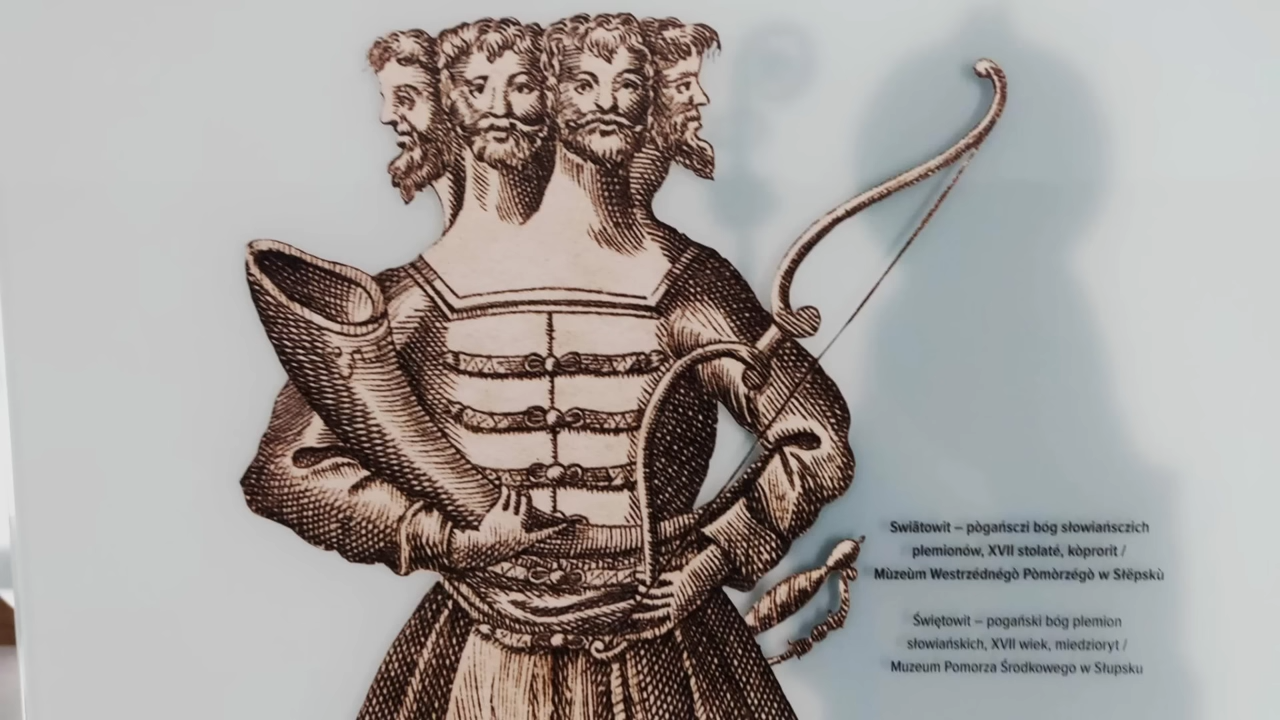 Swiãtowit – pògańsczi bóg słowiańsczich
plemionów, XVII stolaté, kòprorit /
Mùzeùm Westrzédnégò Pòmòrzégò w Stëpskù
Świętowit – pogański bóg plemion
słowiańskich, XVII wiek, miedzioryt /
Muzeum Pomorza Środkowego w Słupsku